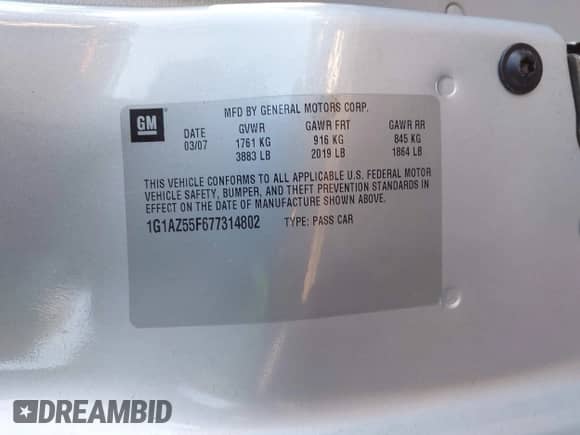 MFD BY GENERAL MOTORS CORP.
GM
DATE GVWR GAWR FRT GAWR RR
03/07 1761 KG 916 KG 845 KG
3883 LB 2019 LB 1864 LB
THIS VEHICLE CONFORMS TO ALL APPLICABLE U.S. FEDERAL MOTOR
VEHICLE SAFETY, BUMPER, AND THEFT PREVENTION STANDARDS IN
EFFECT ON THE DATE OF MANUFACTURE SHOWN ABOVE.
1G1AZ55F677314802 TYPE: PASS CAR
DREAMBID